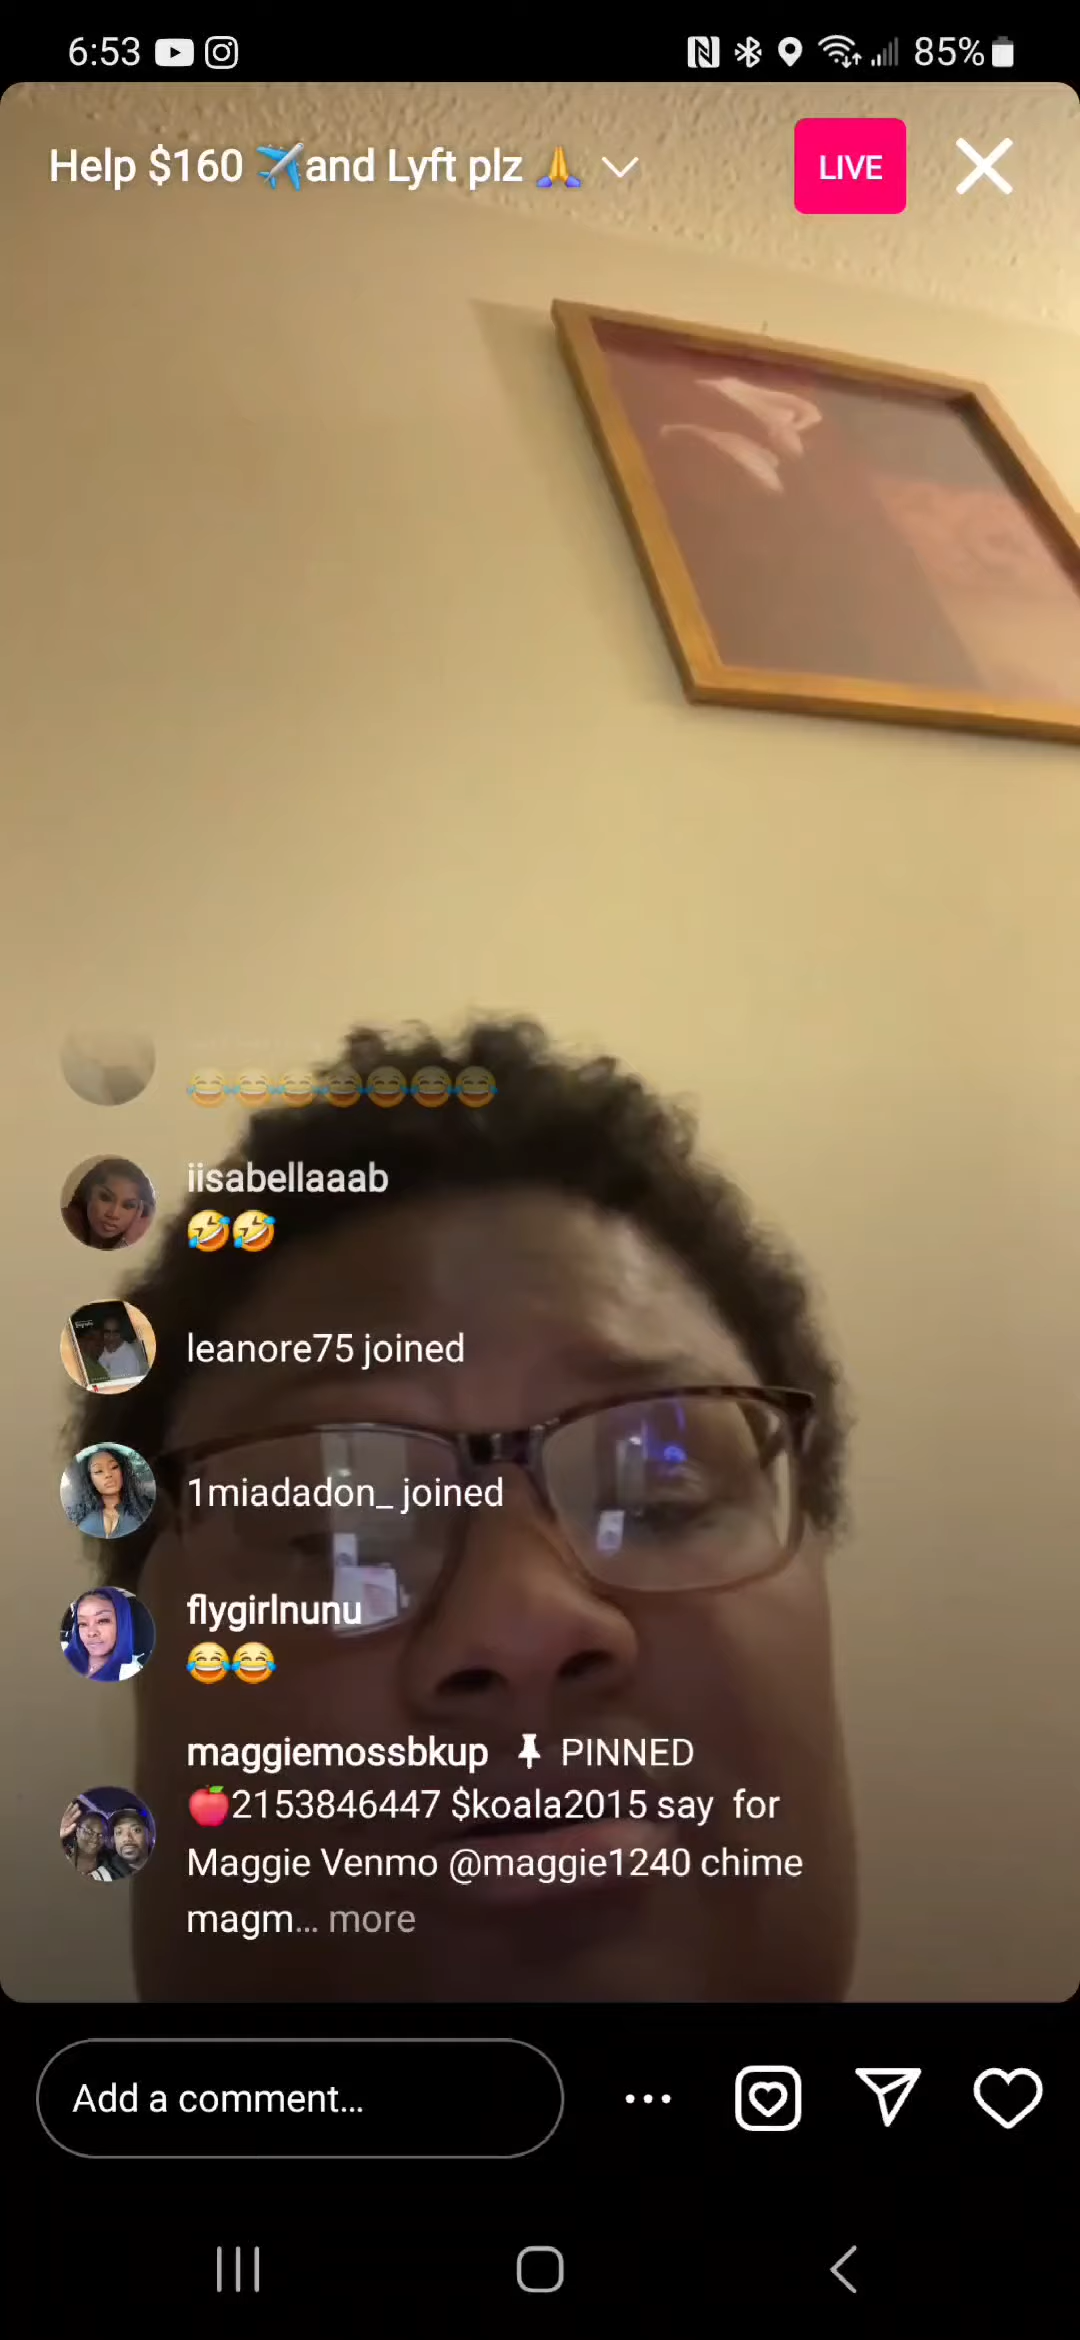 6:53 85%
Help $160 ✈️and Lyft plz 🙏
LIVE
😂😂😂😂😂😂😂
iisabellaaab
🤣🤣
leanore75 joined
1miadadon_ joined
flygirlnunu
😂😂
maggiemossbkup 📌 PINNED
🍎2153846447 $koala2015 say for
Maggie Venmo @maggie1240 chime
magm... more
Add a comment...